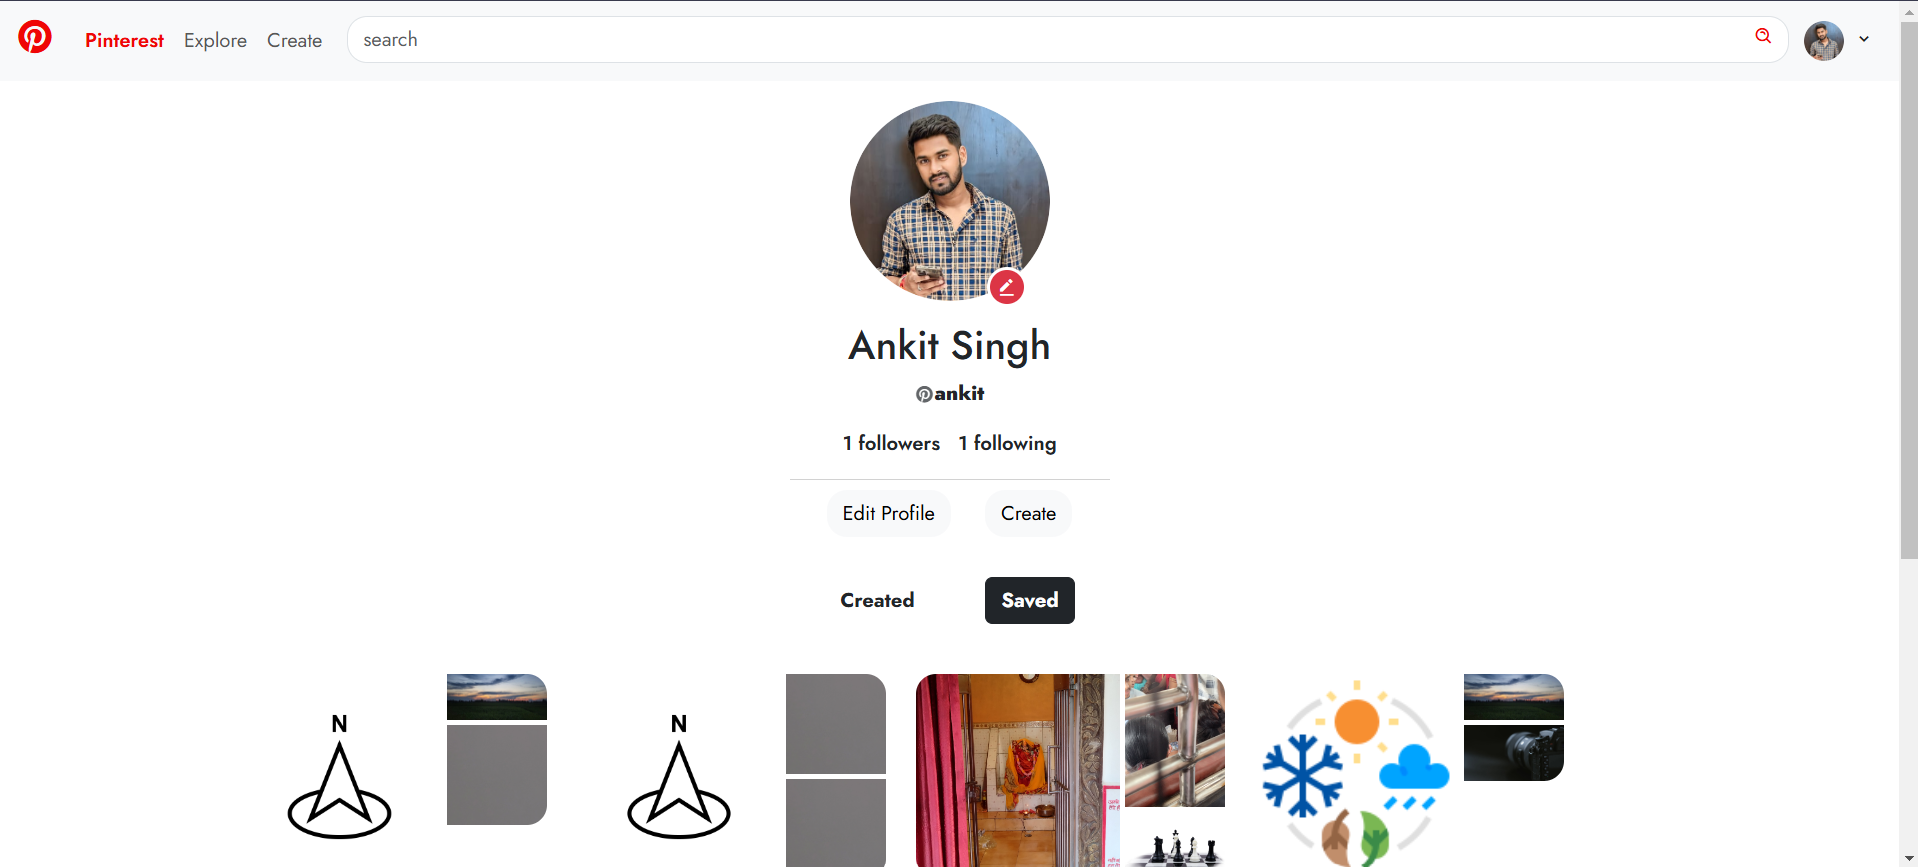 Pinterest Explore Create search
Ankit Singh
ankit
1 followers 1 following
Edit Profile Create
Created Saved
N
N